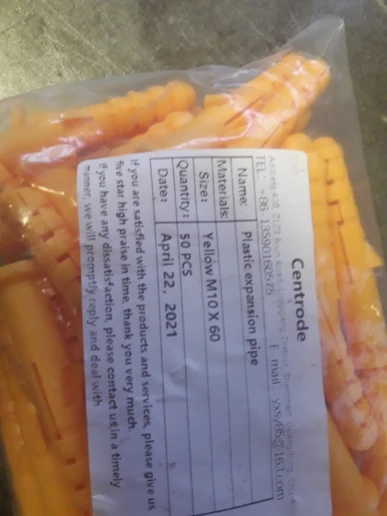 Centrode
TEL: +86 13990160575 E mail
Name: Plastic expansion pipe
Materials:
Size: Yellow M10 X 60
Quantity: 50 PCS
Date: April 22, 2021
If you are satisfied with the products and services, please give us
five star high praise in time, thank you very much.
If you have any dissatisfaction, please contact us in a timely
manner, we will promptly reply and deal with